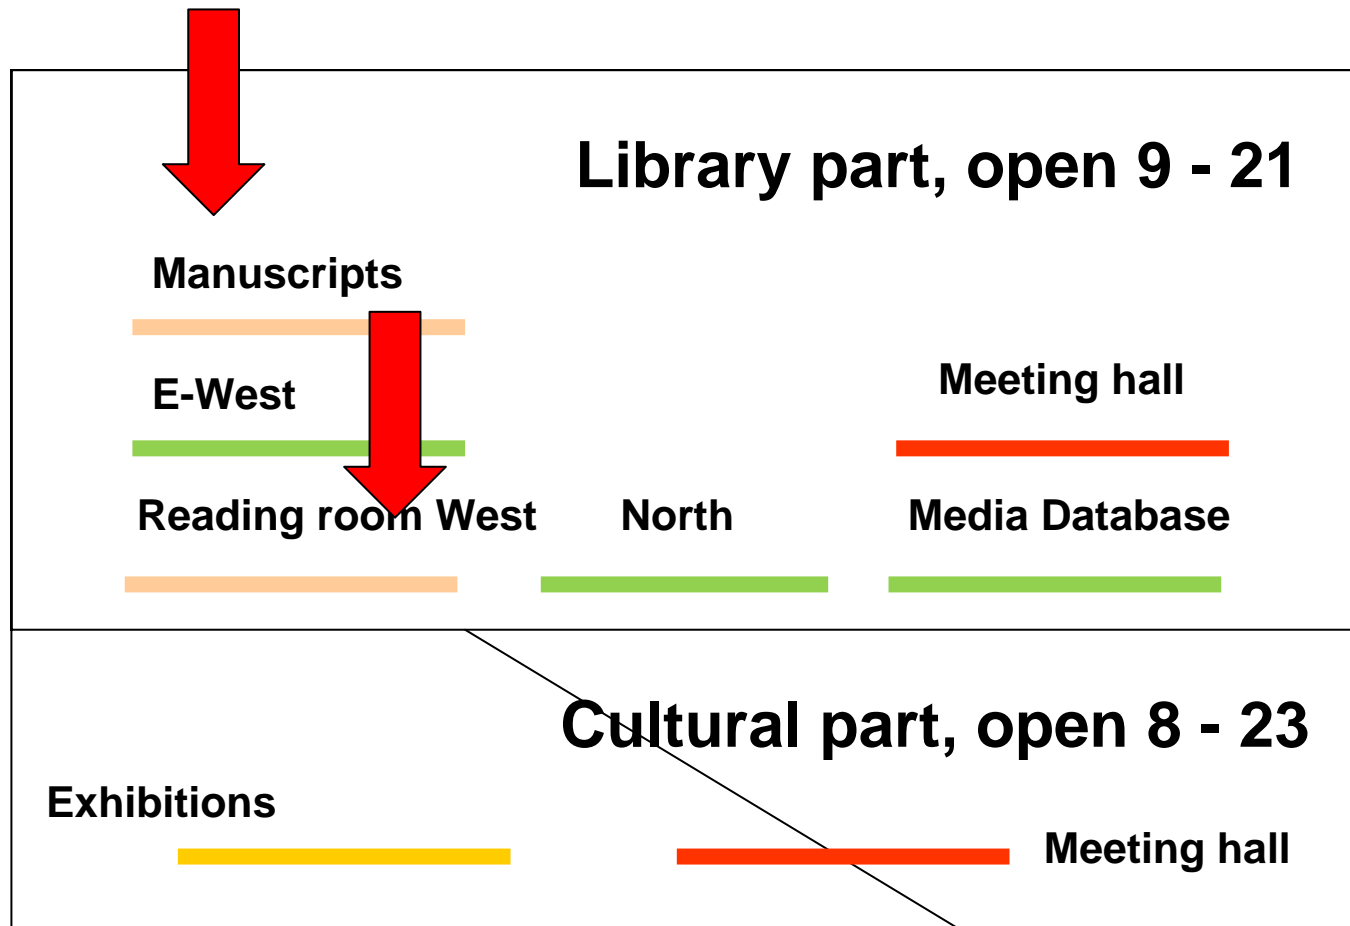 Library part, open 9 - 21
Manuscripts
E-West
Meeting hall
Reading room West
North
Media Database
Cultural part, open 8 - 23
Exhibitions
Meeting hall